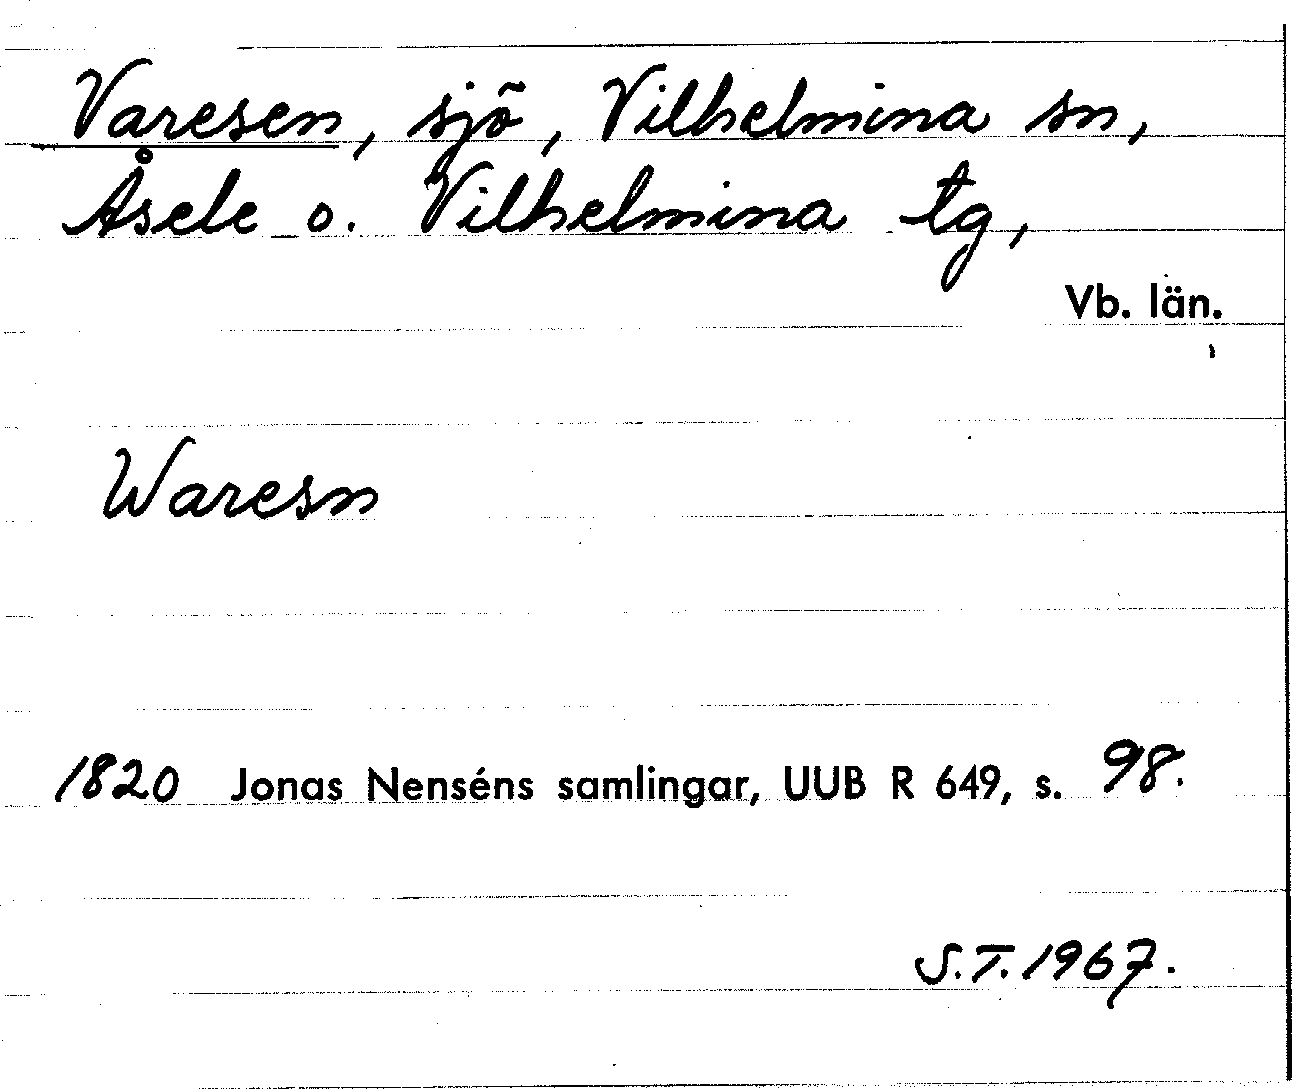 Varesen, sjö, Vilhelmina sn,
Åsele o. Vilhelmina tg,
Vb. län.
Waresn
1820 Jonas Nenséns samlingar, UUB R 649, s. 98.
S.T. 1967.